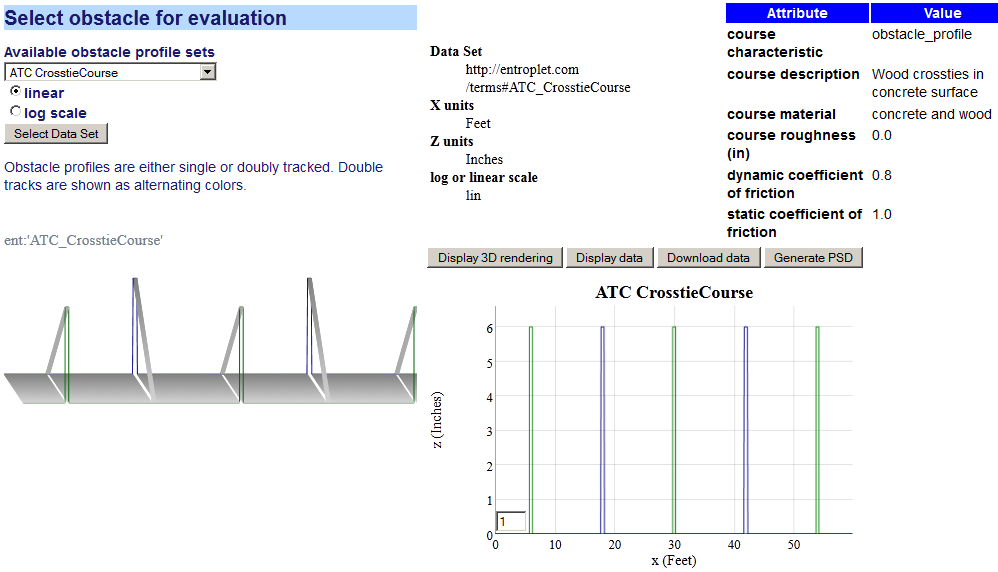 Select obstacle for evaluation
Available obstacle profile sets
ATC CrosstieCourse
linear
log scale
Select Data Set
Obstacle profiles are either single or doubly tracked. Double
tracks are shown as alternating colors.
ent:'ATC_CrosstieCourse'
Data Set
http://entroplet.com
/terms#ATC_CrosstieCourse
X units
Feet
Z units
Inches
log or linear scale
lin
Attribute Value
course characteristic obstacle_profile
course description Wood crossties in
concrete surface
course material concrete and wood
course roughness (in) 0.0
dynamic coefficient of friction 0.8
static coefficient of friction 1.0
Display 3D rendering Display data Download data Generate PSD
ATC CrosstieCourse
6
5
4
3
2
1
0
1
z (Inches)
0 10 20 30 40 50
x (Feet)